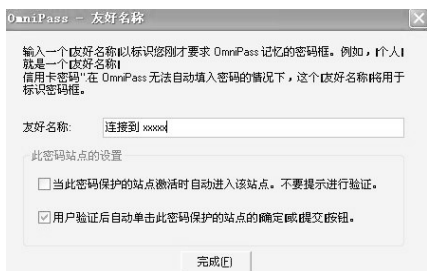 OmniPass - 友好名称
输入一个"友好名称"以标识您刚才要求 OmniPass 记忆的密码框。例如，"个人"
就是一个"友好名称"
信用卡密码"在 OmniPass 无法自动填入密码的情况下，这个"友好名称"将用于
标识密码框。
友好名称: 连接到 xxxxx
此密码站点的设置
当此密码保护的站点激活时自动进入该站点。不要提示进行验证。
用户验证后自动单击此密码保护的站点的"确定"或"提交"按钮。
完成(F)